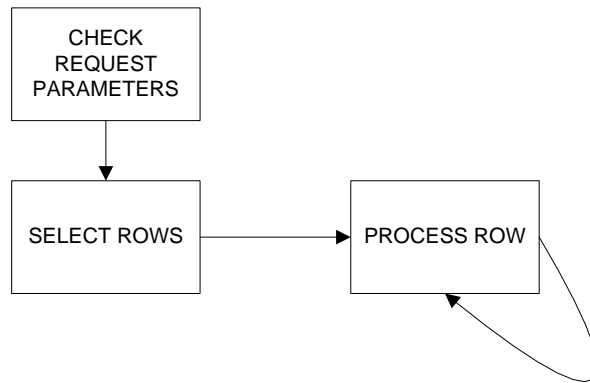 CHECK
REQUEST
PARAMETERS
SELECT ROWS
PROCESS ROW